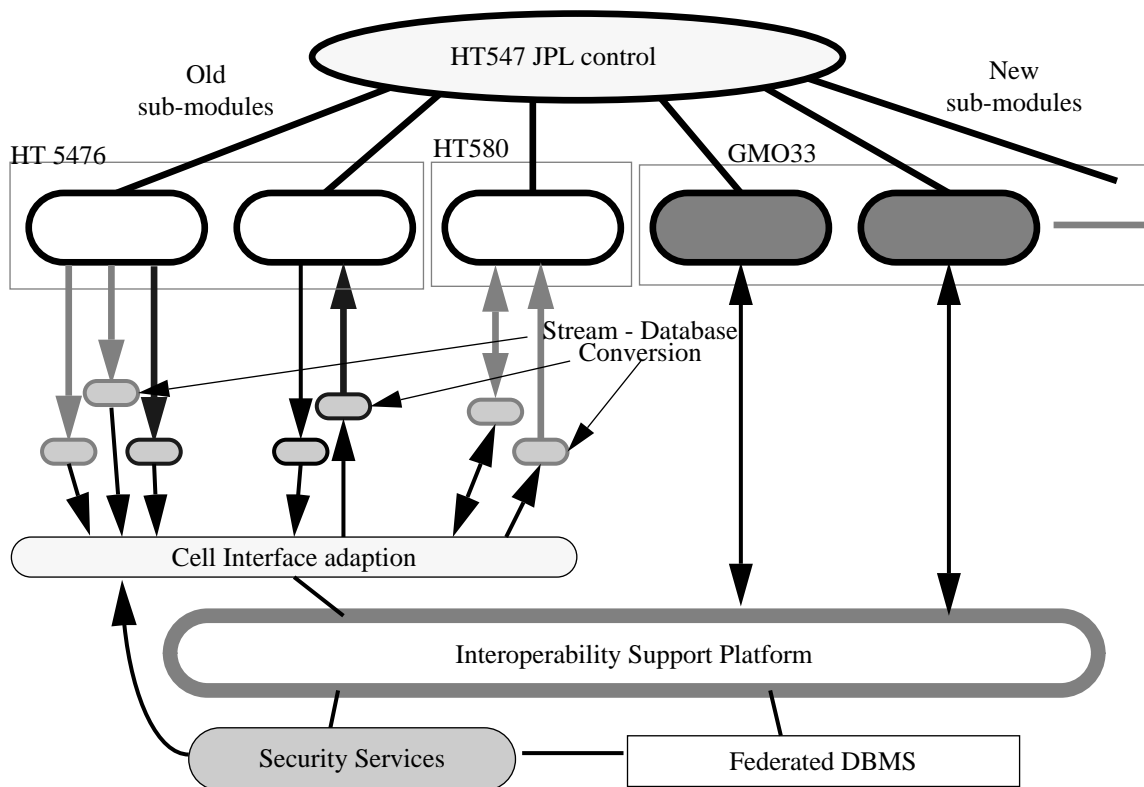 HT547 JPL control
Old
sub-modules
New
sub-modules
HT 5476
HT580
GMO33
Stream - Database
Conversion
Cell Interface adaption
Interoperability Support Platform
Security Services
Federated DBMS